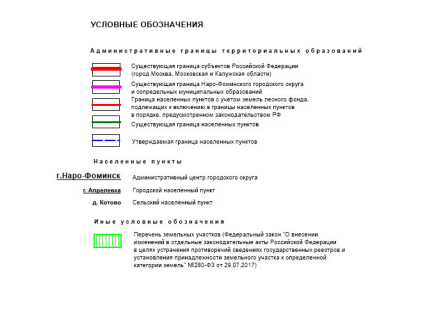 УСЛОВНЫЕ ОБОЗНАЧЕНИЯ
Административные границы территориальных образований
Существующая граница субъектов Российской Федерации
(город Москва, Московская и Калужская области)
Существующая граница Наро-Фоминского городского округа
и сопредельных муниципальных образований
Граница населенных пунктов с учетом земель лесного фонда,
подлежащих к включению в границы населенных пунктов
в порядке, предусмотренном законодательством РФ
Существующая граница населенных пунктов
Утверждаемая граница населенных пунктов
Населенные пункты
г.Наро-Фоминск Административный центр городского округа
г. Апрелевка Городской населенный пункт
д. Котово Сельский населенный пункт
Иные условные обозначения
Перечень земельных участков (Федеральный закон "О внесении
изменений в отдельные законодательные акты Российской Федерации
в целях устранения противоречий сведений государственных реестров и
установления принадлежности земельного участка к определенной
категории земель" №280-ФЗ от 29.07.2017)